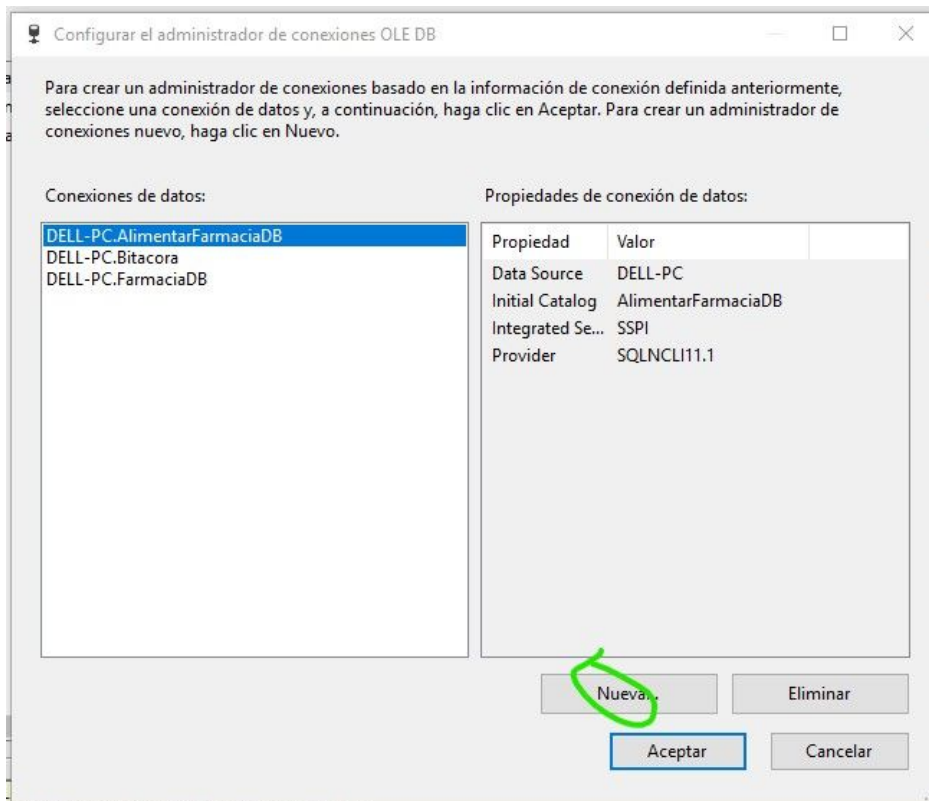 Configurar el administrador de conexiones OLE DB
Para crear un administrador de conexiones basado en la información de conexión definida anteriormente,
seleccione una conexión de datos y, a continuación, haga clic en Aceptar. Para crear un administrador de
conexiones nuevo, haga clic en Nuevo.
Conexiones de datos:
Propiedades de conexión de datos:
DELL-PC.AlimentarFarmaciaDB
DELL-PC.Bitacora
DELL-PC.FarmaciaDB
Propiedad Valor
Data Source DELL-PC
Initial Catalog AlimentarFarmaciaDB
Integrated Se... SSPI
Provider SQLNCLI11.1
Nueva... Eliminar
Aceptar Cancelar